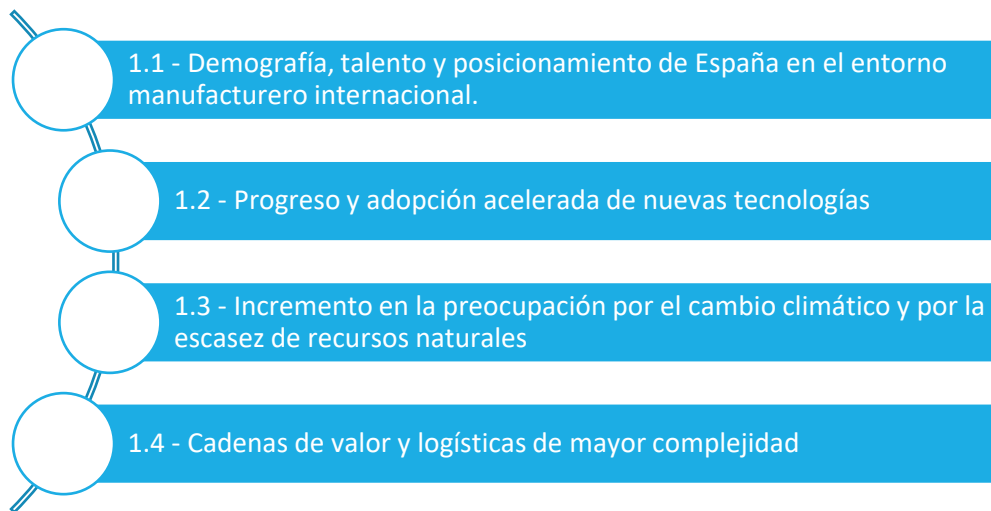 1.1 - Demografía, talento y posicionamiento de España en el entorno
manufacturero internacional.
1.2 - Progreso y adopción acelerada de nuevas tecnologías
1.3 - Incremento en la preocupación por el cambio climático y por la
escasez de recursos naturales
1.4 - Cadenas de valor y logísticas de mayor complejidad